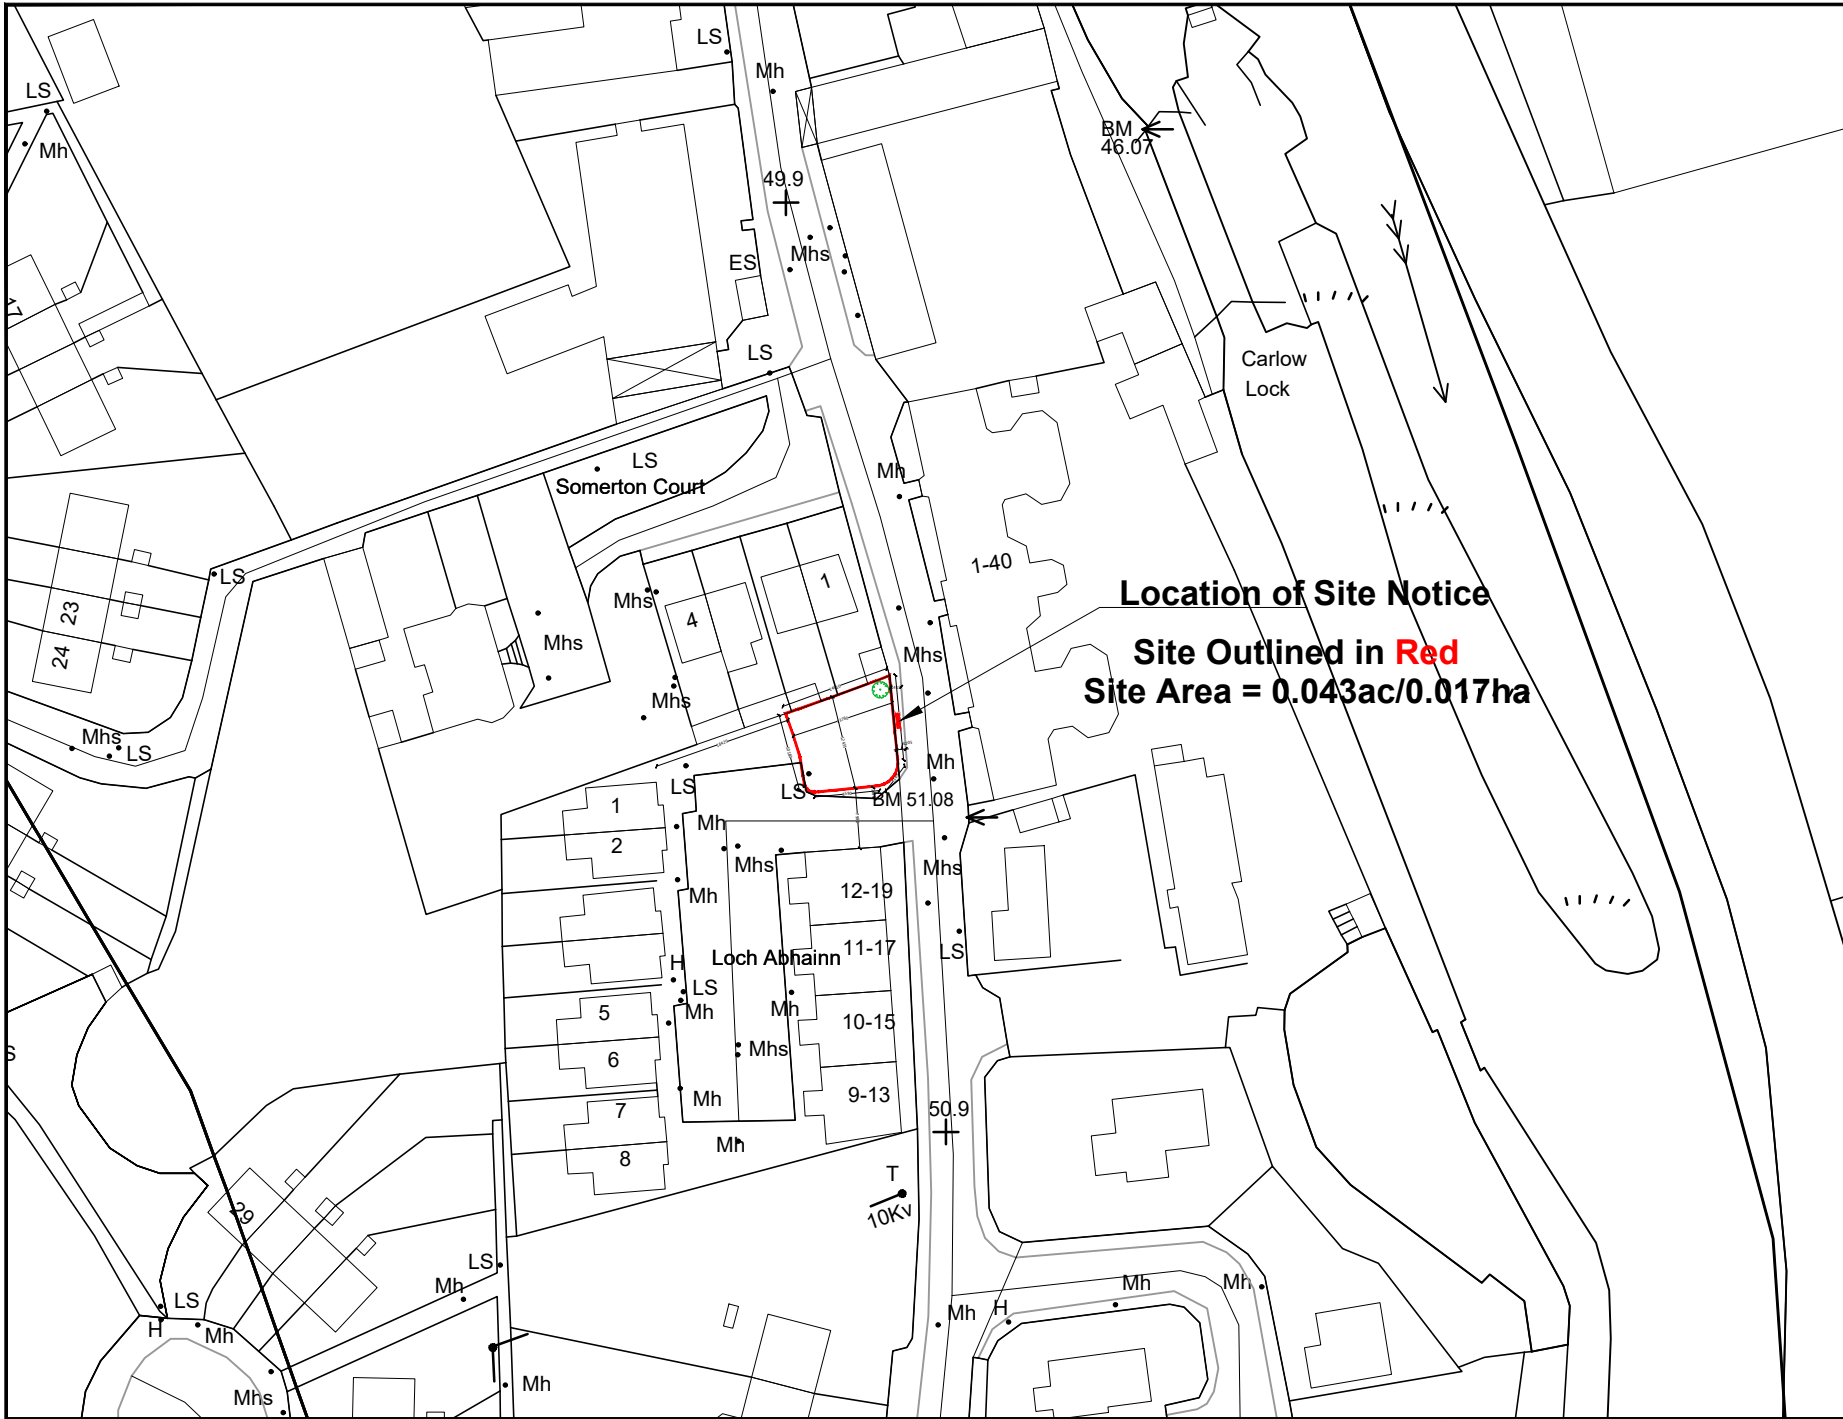 LS
Mh
LS
Mh
BM
46.07
49.9
Mhs
ES
LS
Carlow
Lock
LS
Somerton Court
Mh
1-40
LS
23
24
Mhs
1
4
Mhs
Mhs
Mhs
Location of Site Notice
Site Outlined in Red
Site Area = 0.043ac/0.017ha
Mhs
LS
LS
LS
Mh
BM 51.08
1
2
Mh
Mhs
Mh
Mhs
12-19
11-17
LS
Loch Abhainn
H
LS
Mh
Mh
5
6
10-15
Mhs
9-13
Mh
7
8
Mh
50.9
T
10Kv
29
LS
Mh
LS
H
Mh
Mh
H
Mh
Mh
Mhs
Mh